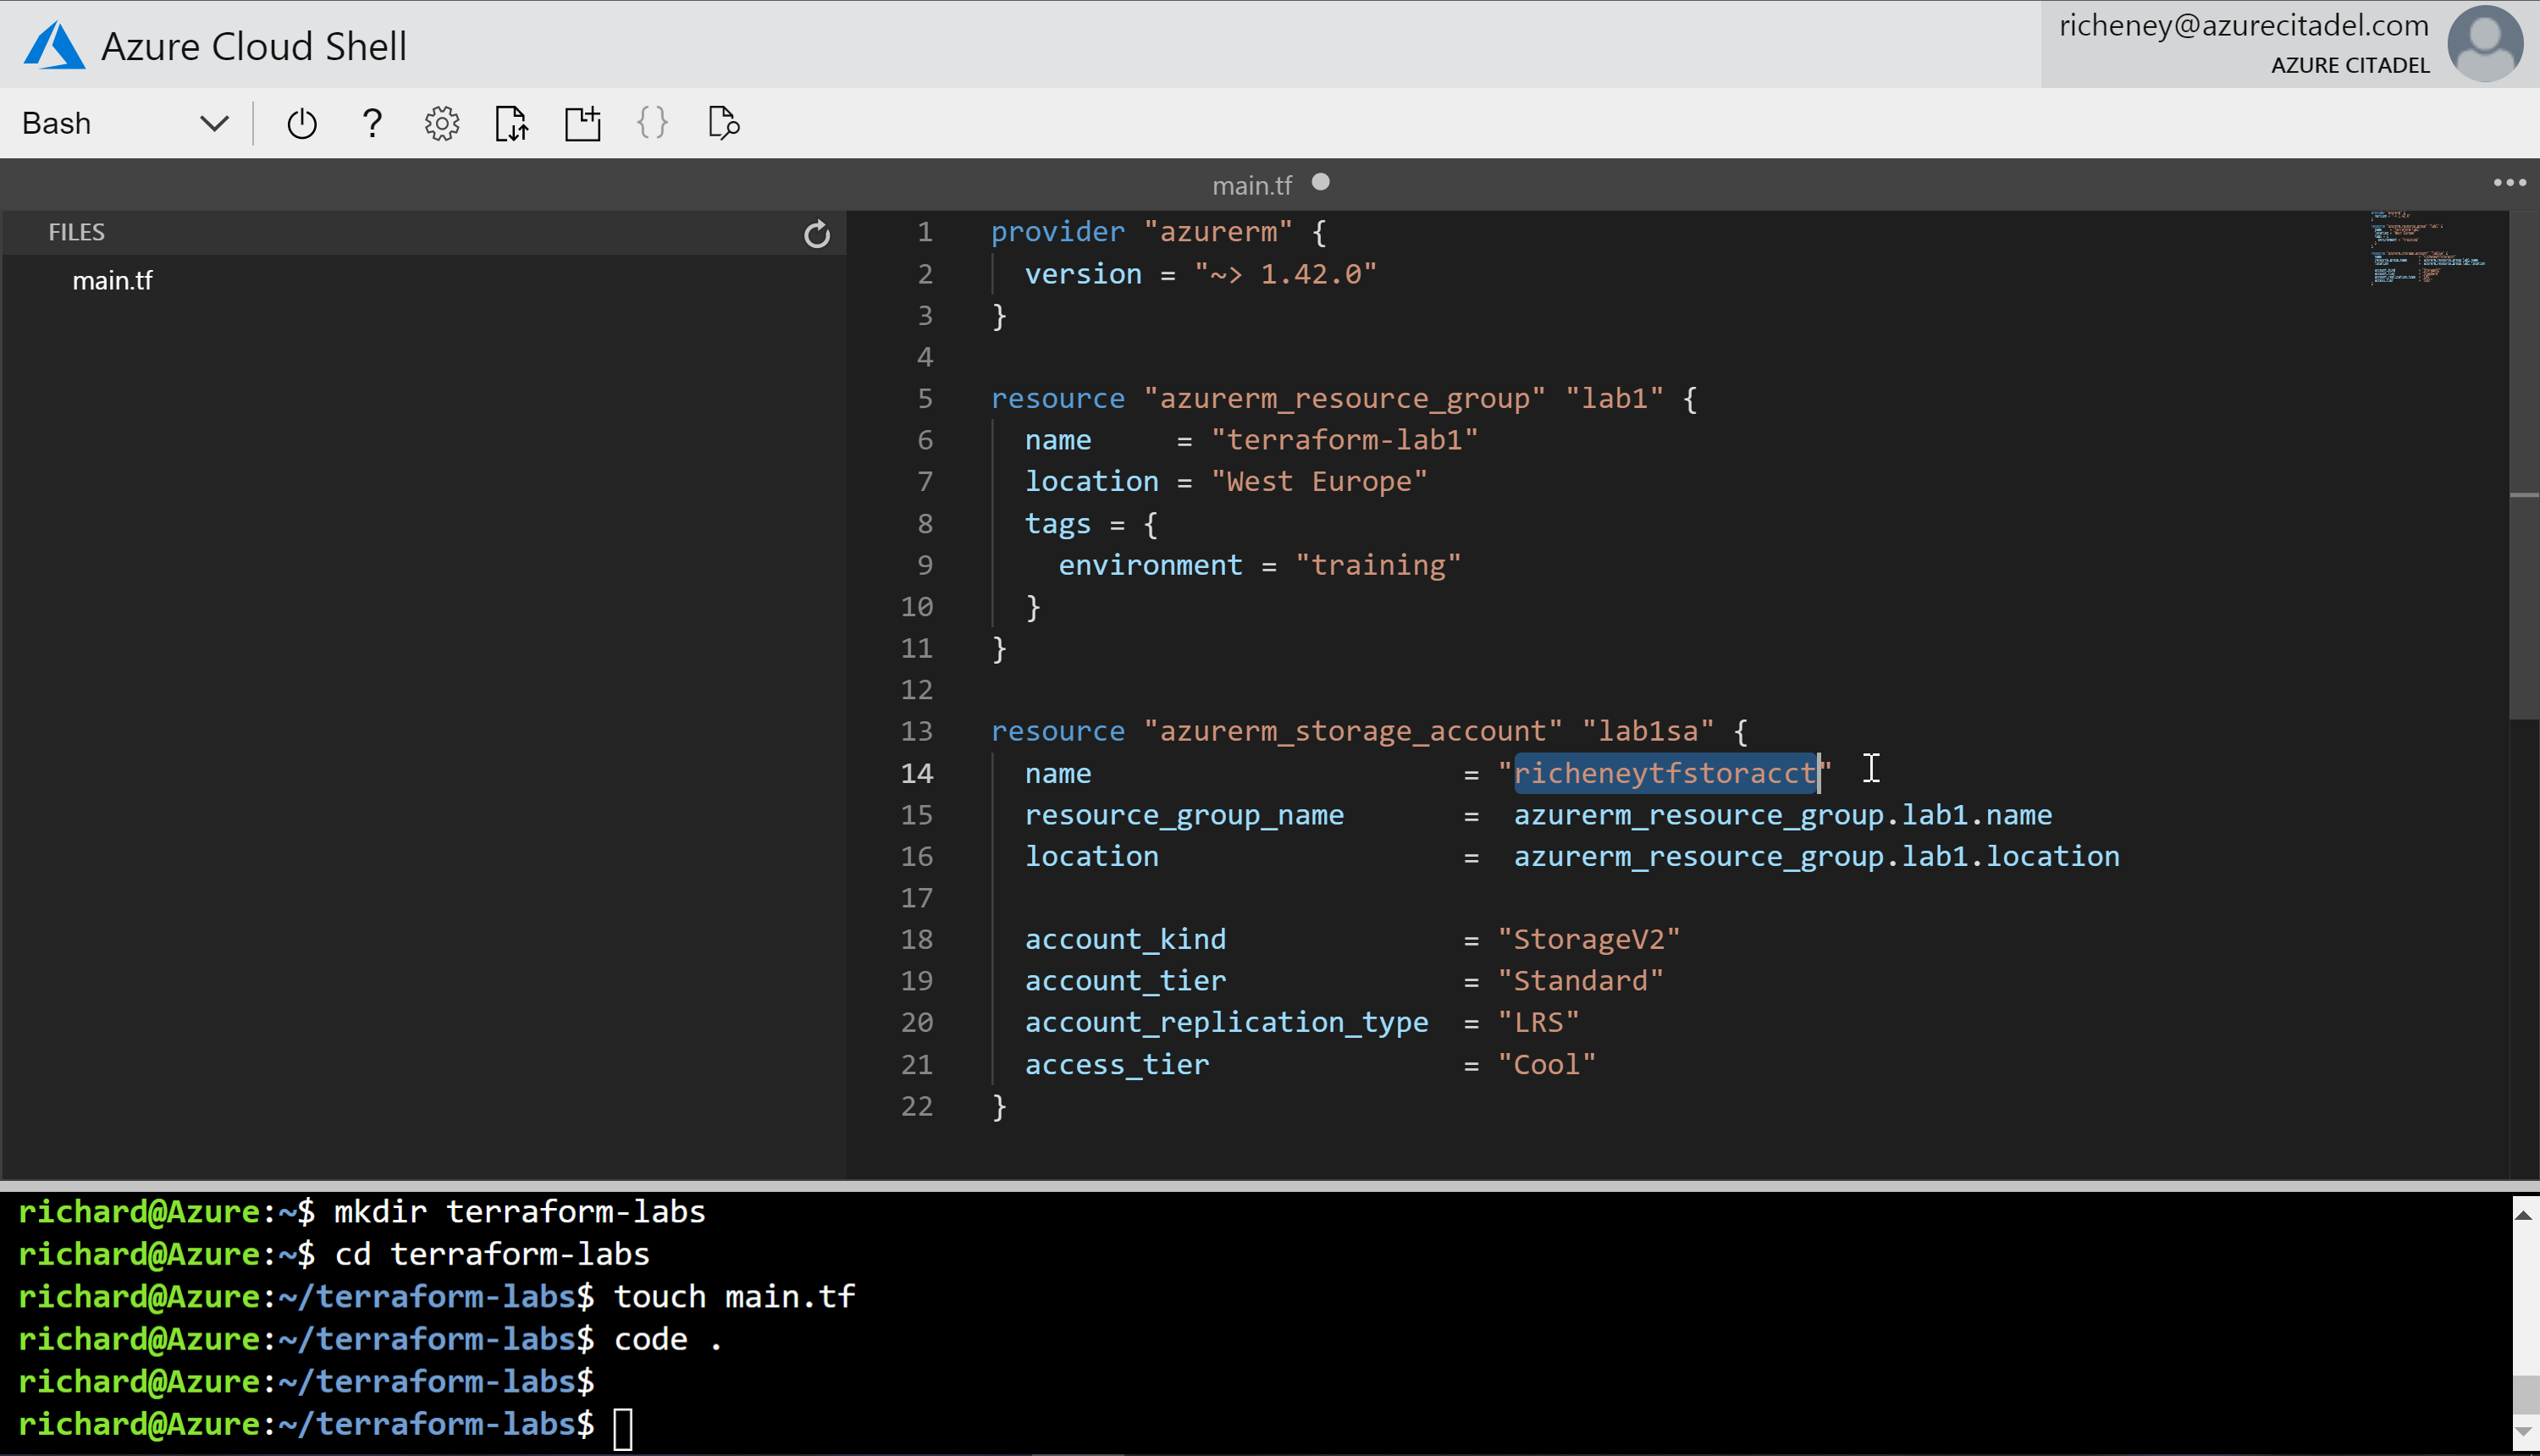 Azure Cloud Shell
richeney@azurecitadel.com
AZURE CITADEL
Bash
?
{}
main.tf
FILES
main.tf
1 provider "azurerm" {
2   version = "~> 1.42.0"
3 }
4
5 resource "azurerm_resource_group" "lab1" {
6   name     = "terraform-lab1"
7   location = "West Europe"
8   tags = {
9     environment = "training"
10   }
11 }
12
13 resource "azurerm_storage_account" "lab1sa" {
14   name                      = "richeneytfstoracct"
15   resource_group_name       =  azurerm_resource_group.lab1.name
16   location                  =  azurerm_resource_group.lab1.location
17
18   account_kind              = "StorageV2"
19   account_tier              = "Standard"
20   account_replication_type  = "LRS"
21   access_tier               = "Cool"
22 }
richard@Azure:~$ mkdir terraform-labs
richard@Azure:~$ cd terraform-labs
richard@Azure:~/terraform-labs$ touch main.tf
richard@Azure:~/terraform-labs$ code .
richard@Azure:~/terraform-labs$
richard@Azure:~/terraform-labs$